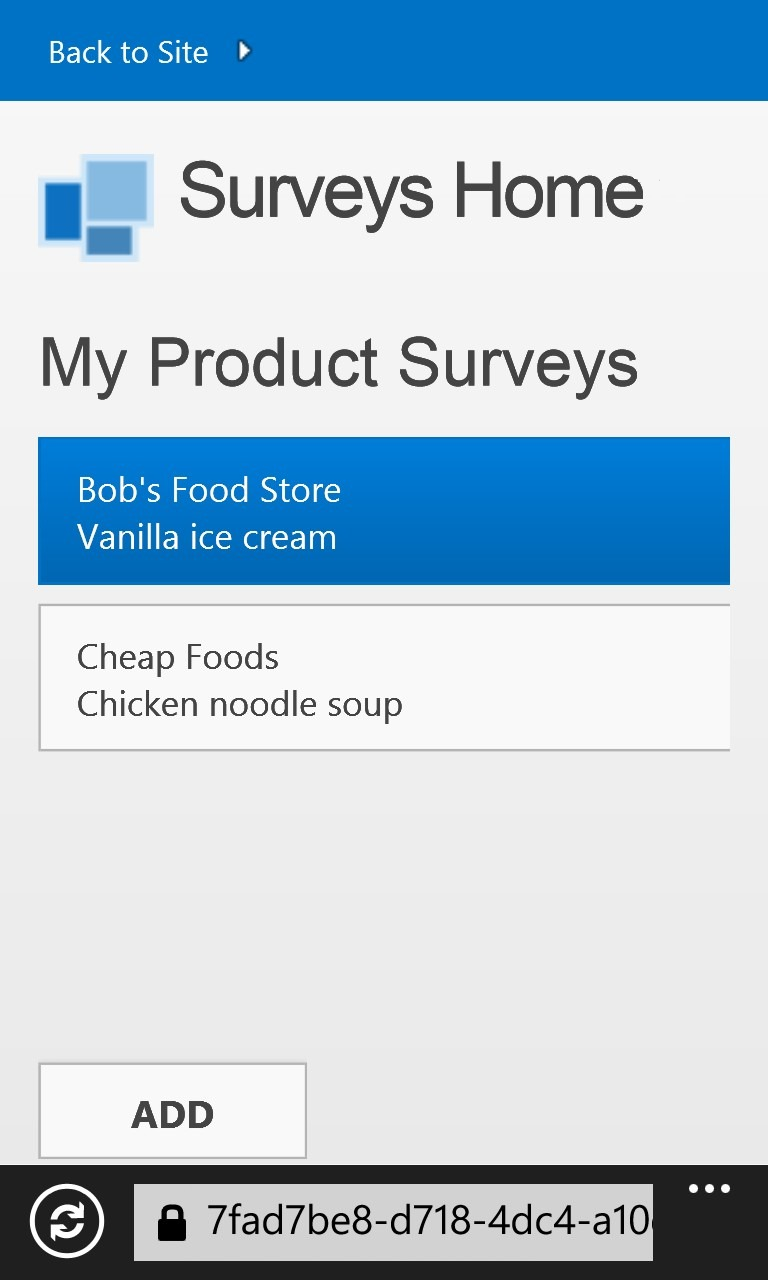 Back to Site
Surveys Home
My Product Surveys
Bob's Food Store
Vanilla ice cream
Cheap Foods
Chicken noodle soup
ADD
7fad7be8-d718-4dc4-a10